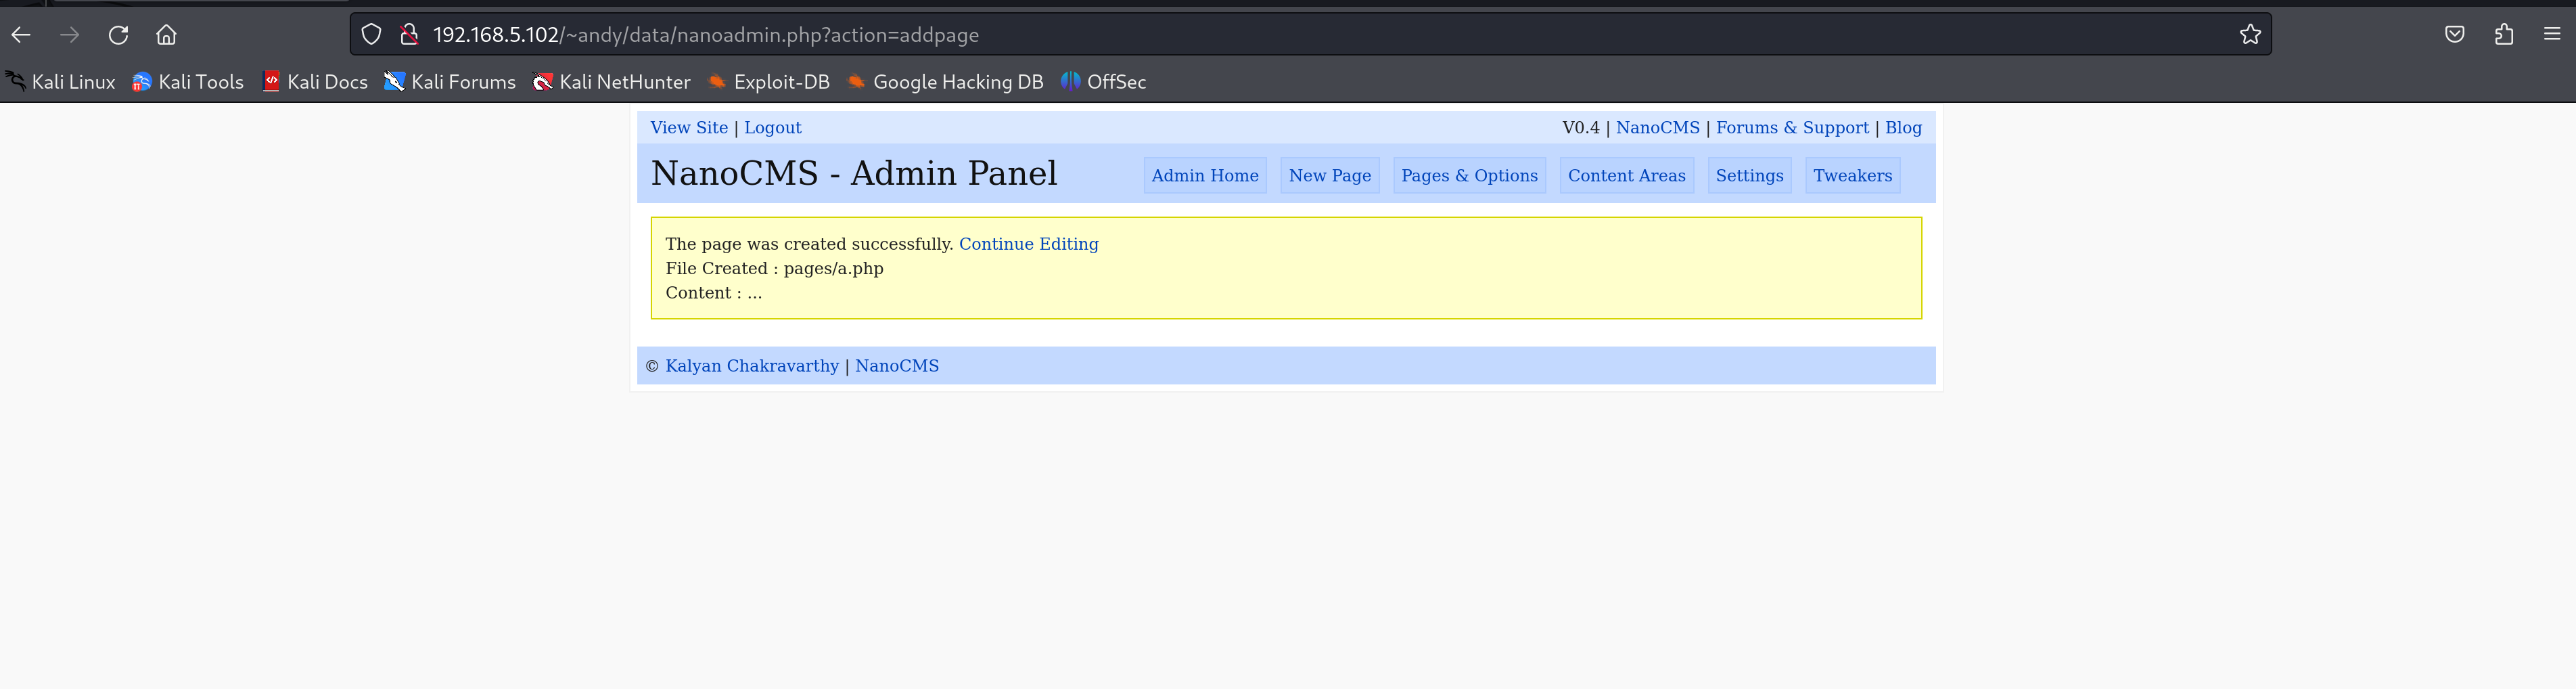 192.168.5.102/~andy/data/nanoadmin.php?action=addpage
Kali Linux Kali Tools Kali Docs Kali Forums Kali NetHunter Exploit-DB Google Hacking DB OffSec
View Site | Logout V0.4 | NanoCMS | Forums & Support | Blog
NanoCMS - Admin Panel Admin Home New Page Pages & Options Content Areas Settings Tweakers
The page was created successfully. Continue Editing
File Created : pages/a.php
Content : ...
© Kalyan Chakravarthy | NanoCMS